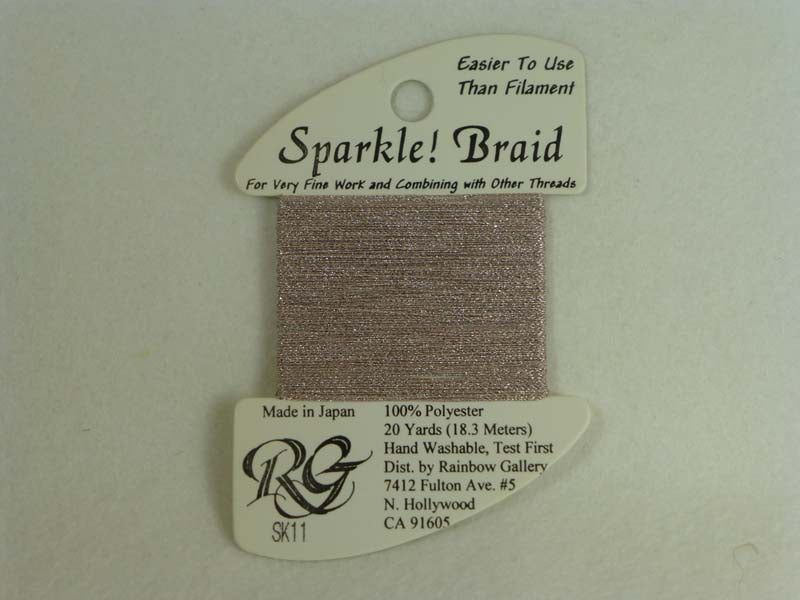 Easier To Use
Than Filament
Sparkle! Braid
For Very Fine Work and Combining with Other Threads
Made in Japan
RG
SK11
100% Polyester
20 Yards (18.3 Meters)
Hand Washable, Test First
Dist. by Rainbow Gallery
7412 Fulton Ave. #5
N. Hollywood
CA 91605